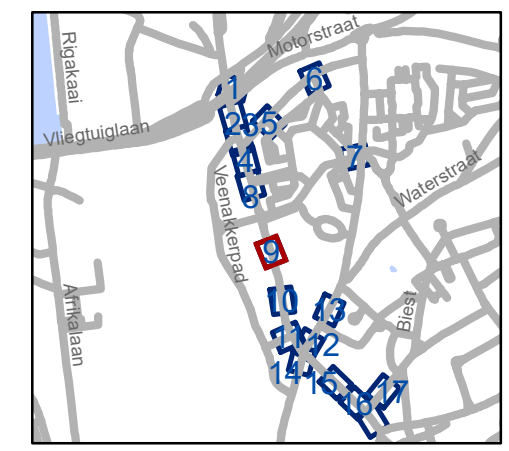 Rigakaai
Motorstraat
Vliegtuiglaan
1
6
2
3
5
4
7
8
Veenakkerpad
Waterstraat
9
Afrikalaan
10
13
Biest
11
12
14
15
16
17